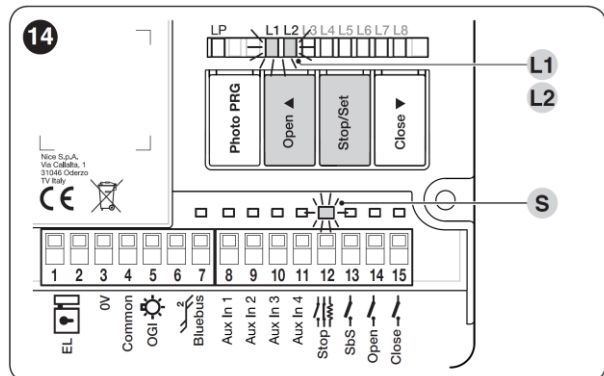 14
LP L1 L2 L3 L4 L5 L6 L7 L8
L1
L2
Photo PRG
Open ▲
Stop/Set
Close ▼
Nice S.p.A.
Via Callalta, 1
31046 Oderzo
TV Italy
CE
S
1 2 3 4 5 6 7 8 9 10 11 12 13 14 15
EL
0V
Common
OGI
2
Bluebus
Aux In 1
Aux In 2
Aux In 3
Aux In 4
Stop
SbS
Open
Close